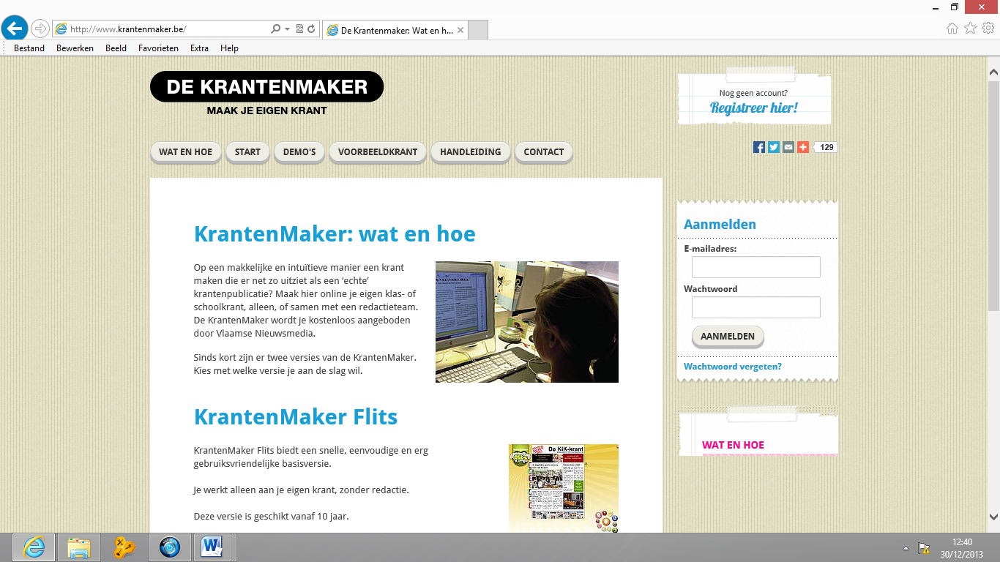 http://www.krantenmaker.be/
De Krantenmaker: Wat en h...
Bestand Bewerken Beeld Favorieten Extra Help
DE KRANTENMAKER
MAAK JE EIGEN KRANT
Nog geen account?
Registreer hier!
WAT EN HOE START DEMO'S VOORBEELDKRANT HANDLEIDING CONTACT
129
KrantenMaker: wat en hoe
Op een makkelijke en intuïtieve manier een krant
maken die er net zo uitziet als een ‘echte’
krantenpublicatie? Maak hier online je eigen klas- of
schoolkrant, alleen, of samen met een redactieteam.
De KrantenMaker wordt je kostenloos aangeboden
door Vlaamse Nieuwsmedia.
Sinds kort zijn er twee versies van de KrantenMaker.
Kies met welke versie je aan de slag wil.
KrantenMaker Flits
KrantenMaker Flits biedt een snelle, eenvoudige en erg
gebruiksvriendelijke basisversie.
Je werkt alleen aan je eigen krant, zonder redactie.
Deze versie is geschikt vanaf 10 jaar.
De KiK-krant
Aanmelden
E-mailadres:
Wachtwoord
AANMELDEN
Wachtwoord vergeten?
WAT EN HOE
12:40
30/12/2013